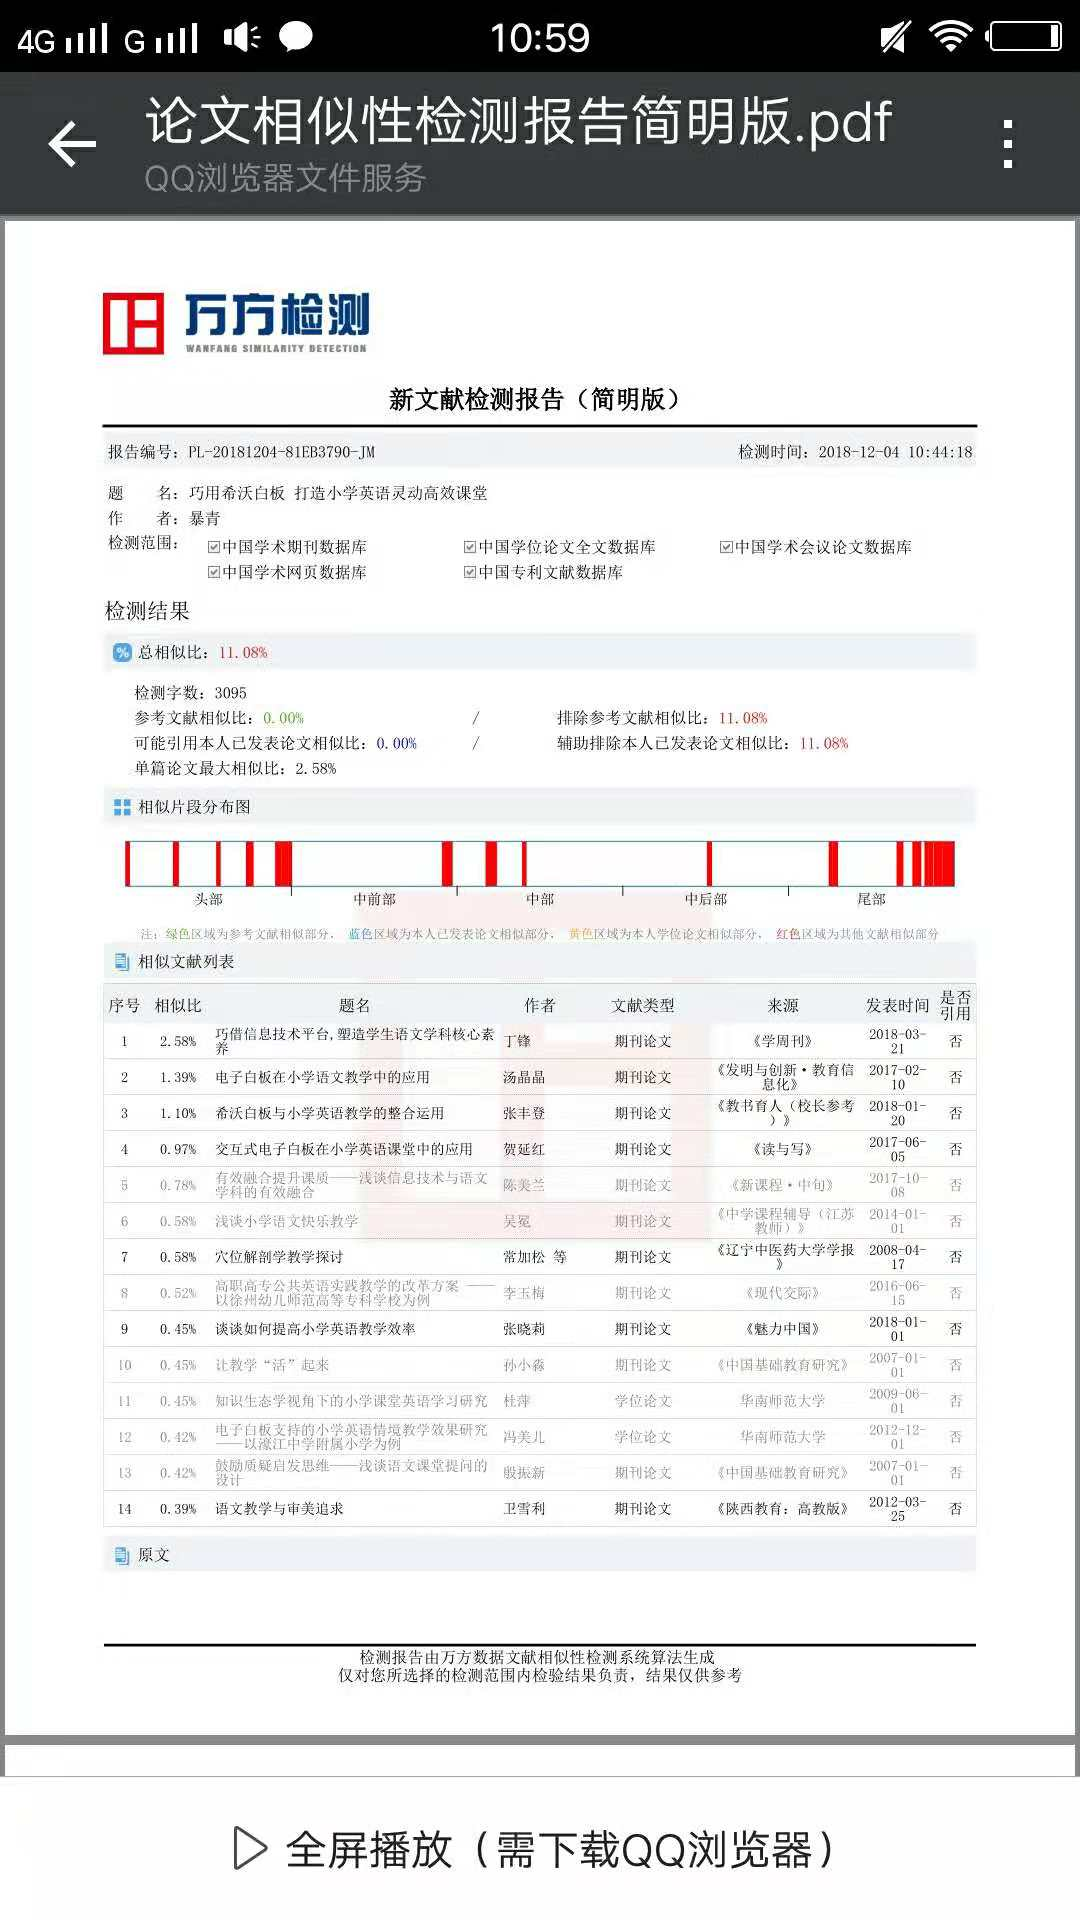 4G G 10:59
论文相似性检测报告简明版.pdf
QQ浏览器文件服务
万方检测
WANFANG SIMILARITY DETECTION
新文献检测报告（简明版）
报告编号：PL-20181204-81EB3790-JM 检测时间：2018-12-04 10:44:18
题 名：巧用希沃白板 打造小学英语灵动高效课堂
作 者：暴青
检测范围： 中国学术期刊数据库 中国学位论文全文数据库 中国学术会议论文数据库
中国学术网页数据库 中国专利文献数据库
检测结果
% 总相似比：11.08%
检测字数：3095
参考文献相似比：0.00% / 排除参考文献相似比：11.08%
可能引用本人已发表论文相似比：0.00% / 辅助排除本人已发表论文相似比：11.08%
单篇论文最大相似比：2.58%
相似片段分布图
头部 中前部 中部 中后部 尾部
注：绿色区域为参考文献相似部分， 蓝色区域为本人已发表论文相似部分， 黄色区域为本人学位论文相似部分， 红色区域为其他文献相似部分
相似文献列表
序号 相似比 题名 作者 文献类型 来源 发表时间 是否引用
1 2.58% 巧借信息技术平台,塑造学生语文学科核心素养 丁锋 期刊论文 《学周刊》 2018-03-21 否
2 1.39% 电子白板在小学语文教学中的应用 汤晶晶 期刊论文 《发明与创新•教育信息化》 2017-02-10 否
3 1.10% 希沃白板与小学英语教学的整合运用 张丰登 期刊论文 《教书育人（校长参考）》 2018-01-20 否
4 0.97% 交互式电子白板在小学英语课堂中的应用 贺延红 期刊论文 《读与写》 2017-06-05 否
5 0.78% 有效融合提升课质——浅谈信息技术与语文学科的有效融合 陈美兰 期刊论文 《新课程•中旬》 2017-10-08 否
6 0.58% 浅谈小学语文快乐教学 吴冕 期刊论文 《中学课程辅导（江苏教师）》 2014-01-01 否
7 0.58% 穴位解剖学教学探讨 常加松 等 期刊论文 《辽宁中医药大学学报》 2008-04-17 否
8 0.52% 高职高专公共英语实践教学的改革方案 ——以徐州幼儿师范高等专科学校为例 李玉梅 期刊论文 《现代交际》 2016-06-15 否
9 0.45% 谈谈如何提高小学英语教学效率 张晓莉 期刊论文 《魅力中国》 2018-01-01 否
10 0.45% 让教学“活”起来 孙小淼 期刊论文 《中国基础教育研究》 2007-01-01 否
11 0.45% 知识生态学视角下的小学课堂英语学习研究 杜萍 学位论文 华南师范大学 2009-06-01 否
12 0.42% 电子白板支持的小学英语情境教学效果研究——以濠江中学附属小学为例 冯美儿 学位论文 华南师范大学 2012-12-01 否
13 0.42% 鼓励质疑启发思维——浅谈语文课堂提问的设计 殷振新 期刊论文 《中国基础教育研究》 2007-01-01 否
14 0.39% 语文教学与审美追求 卫雪利 期刊论文 《陕西教育：高教版》 2012-03-25 否
原文
检测报告由万方数据文献相似性检测系统算法生成
仅对您所选择的检测范围内检验结果负责，结果仅供参考
全屏播放（需下载QQ浏览器）